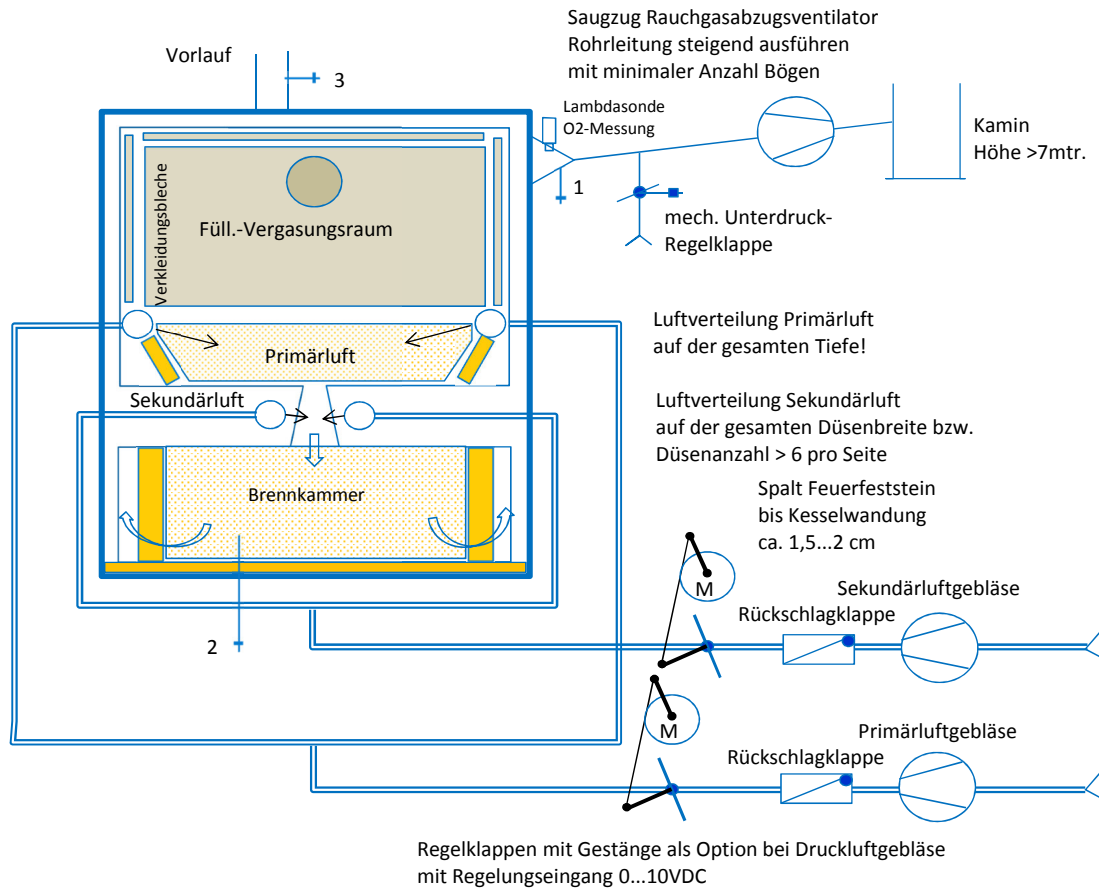 Saugzug Rauchgasabzugsventilator
Rohrleitung steigend ausführen
mit minimaler Anzahl Bögen
Vorlauf
3
Lambdasonde
O2-Messung
Kamin
Höhe >7mtr.
1
mech. Unterdruck-
Regelklappe
Verkleidungsbleche
Füll.-Vergasungsraum
Luftverteilung Primärluft
auf der gesamten Tiefe!
Primärluft
Sekundärluft
Luftverteilung Sekundärluft
auf der gesamten Düsenbreite bzw.
Düsenanzahl > 6 pro Seite
Brennkammer
Spalt Feuerfeststein
bis Kesselwandung
ca. 1,5...2 cm
M
Sekundärluftgebläse
Rückschlagklappe
2
M
Primärluftgebläse
Rückschlagklappe
Regelklappen mit Gestänge als Option bei Druckluftgebläse
mit Regelungseingang 0...10VDC